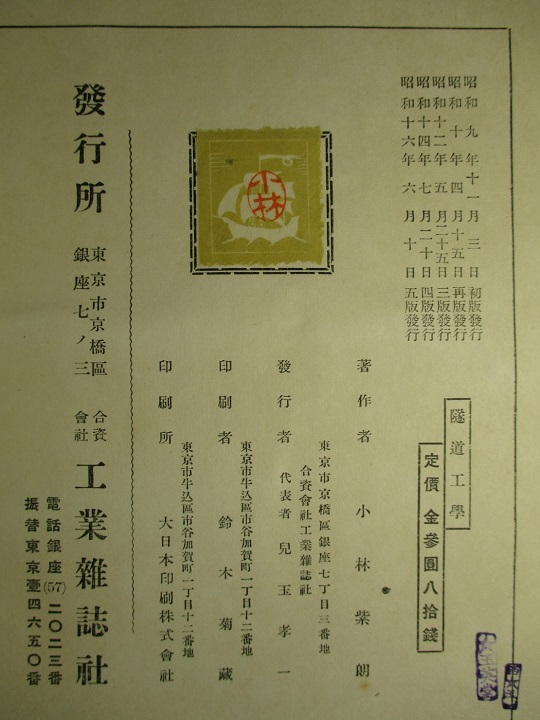 昭和九年十一月三日初版發行
昭和十年四月十五日再版發行
昭和十二年五月二十五日三版發行
昭和十四年七月二十日四版發行
昭和十六年六月十日五版發行
隧道工學
定價金參圓八拾錢
小林
著作者 小林紫朗
東京市京橋區銀座七丁目三番地
合資會社工業雜誌社
發行者 代表者 兒玉孝一
東京市牛込區市谷加賀町一丁目十二番地
印刷者 鈴木菊藏
東京市牛込區市谷加賀町一丁目十二番地
印刷所 大日本印刷株式會社
發行所 東京市京橋區銀座七ノ三 合資會社 工業雜誌社
電話銀座(57)二〇二三番
振替東京壹四六五〇番